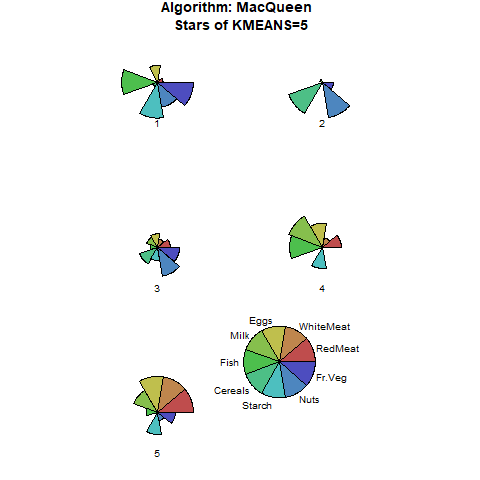 Algorithm: MacQueen
Stars of KMEANS=5
1
2
3
4
Eggs
WhiteMeat
Milk
RedMeat
Fish
Fr.Veg
Cereals
Nuts
Starch
5